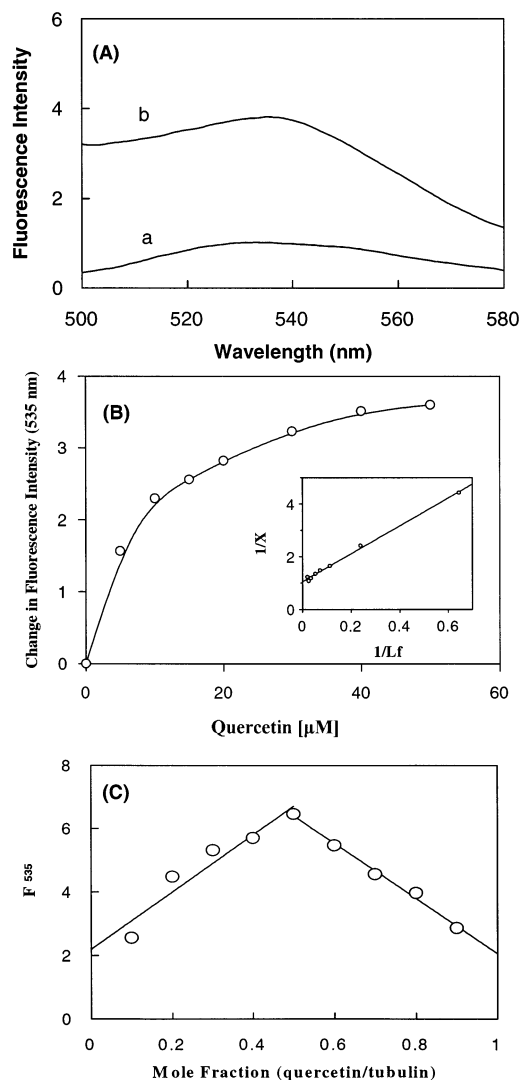 6
(A)
Fluorescence Intensity
b
4
2
a
0
500 520 540 560 580
Wavelength (nm)
4
(B)
Change in Fluorescence Intensity (535 nm)
3
2
1
0
4
1/X
2
0
0 0.2 0.4 0.6
1/Lf
0 20 40 60
Quercetin [µM]
8
(C)
6
F 535
4
2
0
0 0.2 0.4 0.6 0.8 1
Mole Fraction (quercetin/tubulin)